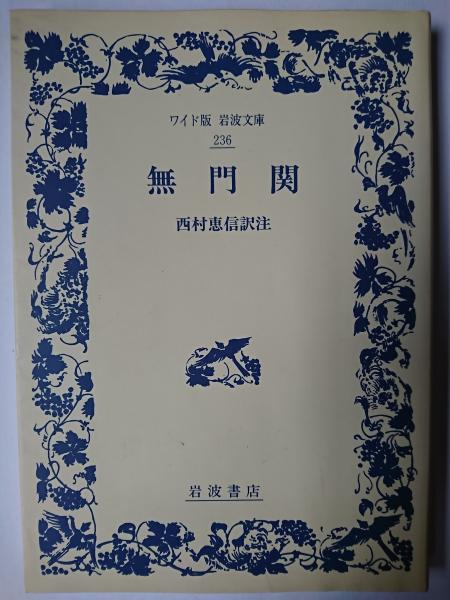 ワイド版 岩波文庫
236
無門関
西村恵信訳注
岩波書店